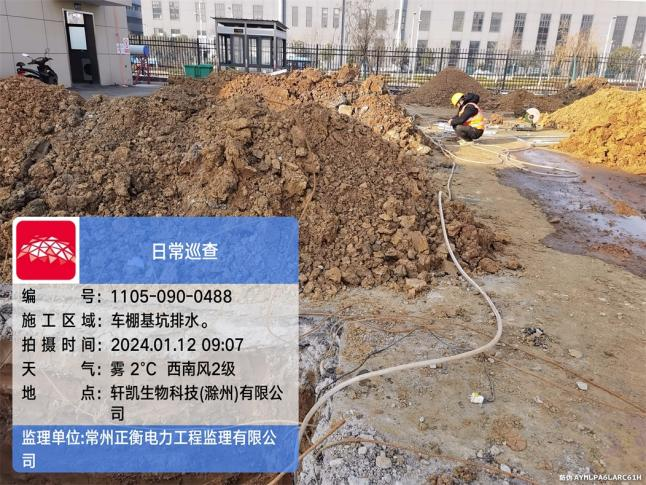 日常巡查
编 号：1105-090-0488
施工区域：车棚基坑排水。
拍摄时间：2024.01.12 09:07
天 气：雾 2℃ 西南风2级
地 点：轩凯生物科技(滁州)有限公
司
监理单位:常州正衡电力工程监理有限公
司
防伪 AYMLPA6LARC61H